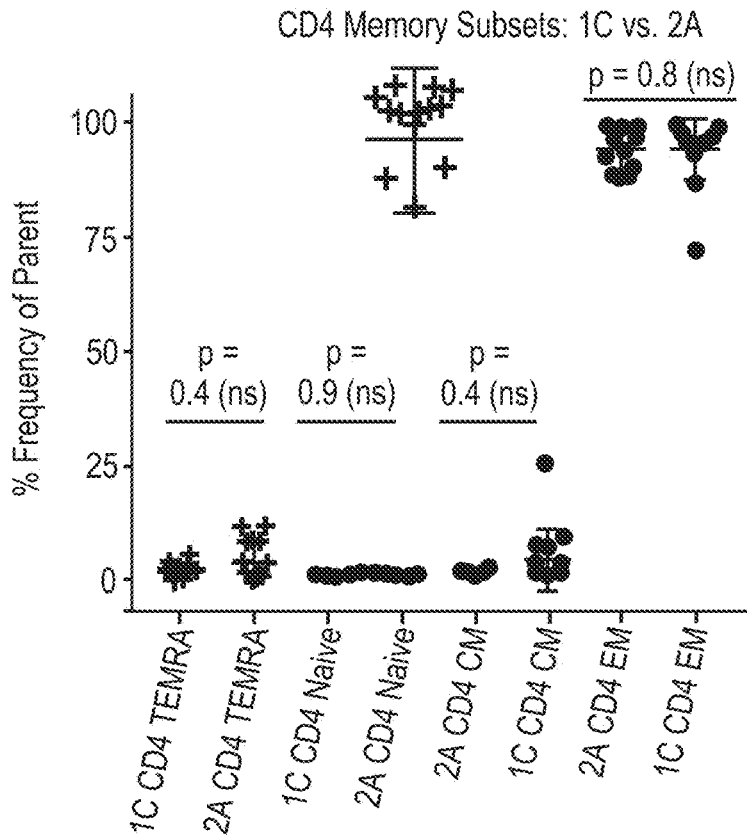 CD4 Memory Subsets: 1C vs. 2A
p = 0.8 (ns)
% Frequency of Parent
100
75
50
25
0
p =
0.4 (ns)
p =
0.9 (ns)
p =
0.4 (ns)
1C CD4 TEMRA
2A CD4 TEMRA
1C CD4 Naive
2A CD4 Naive
2A CD4 CM
1C CD4 CM
2A CD4 EM
1C CD4 EM